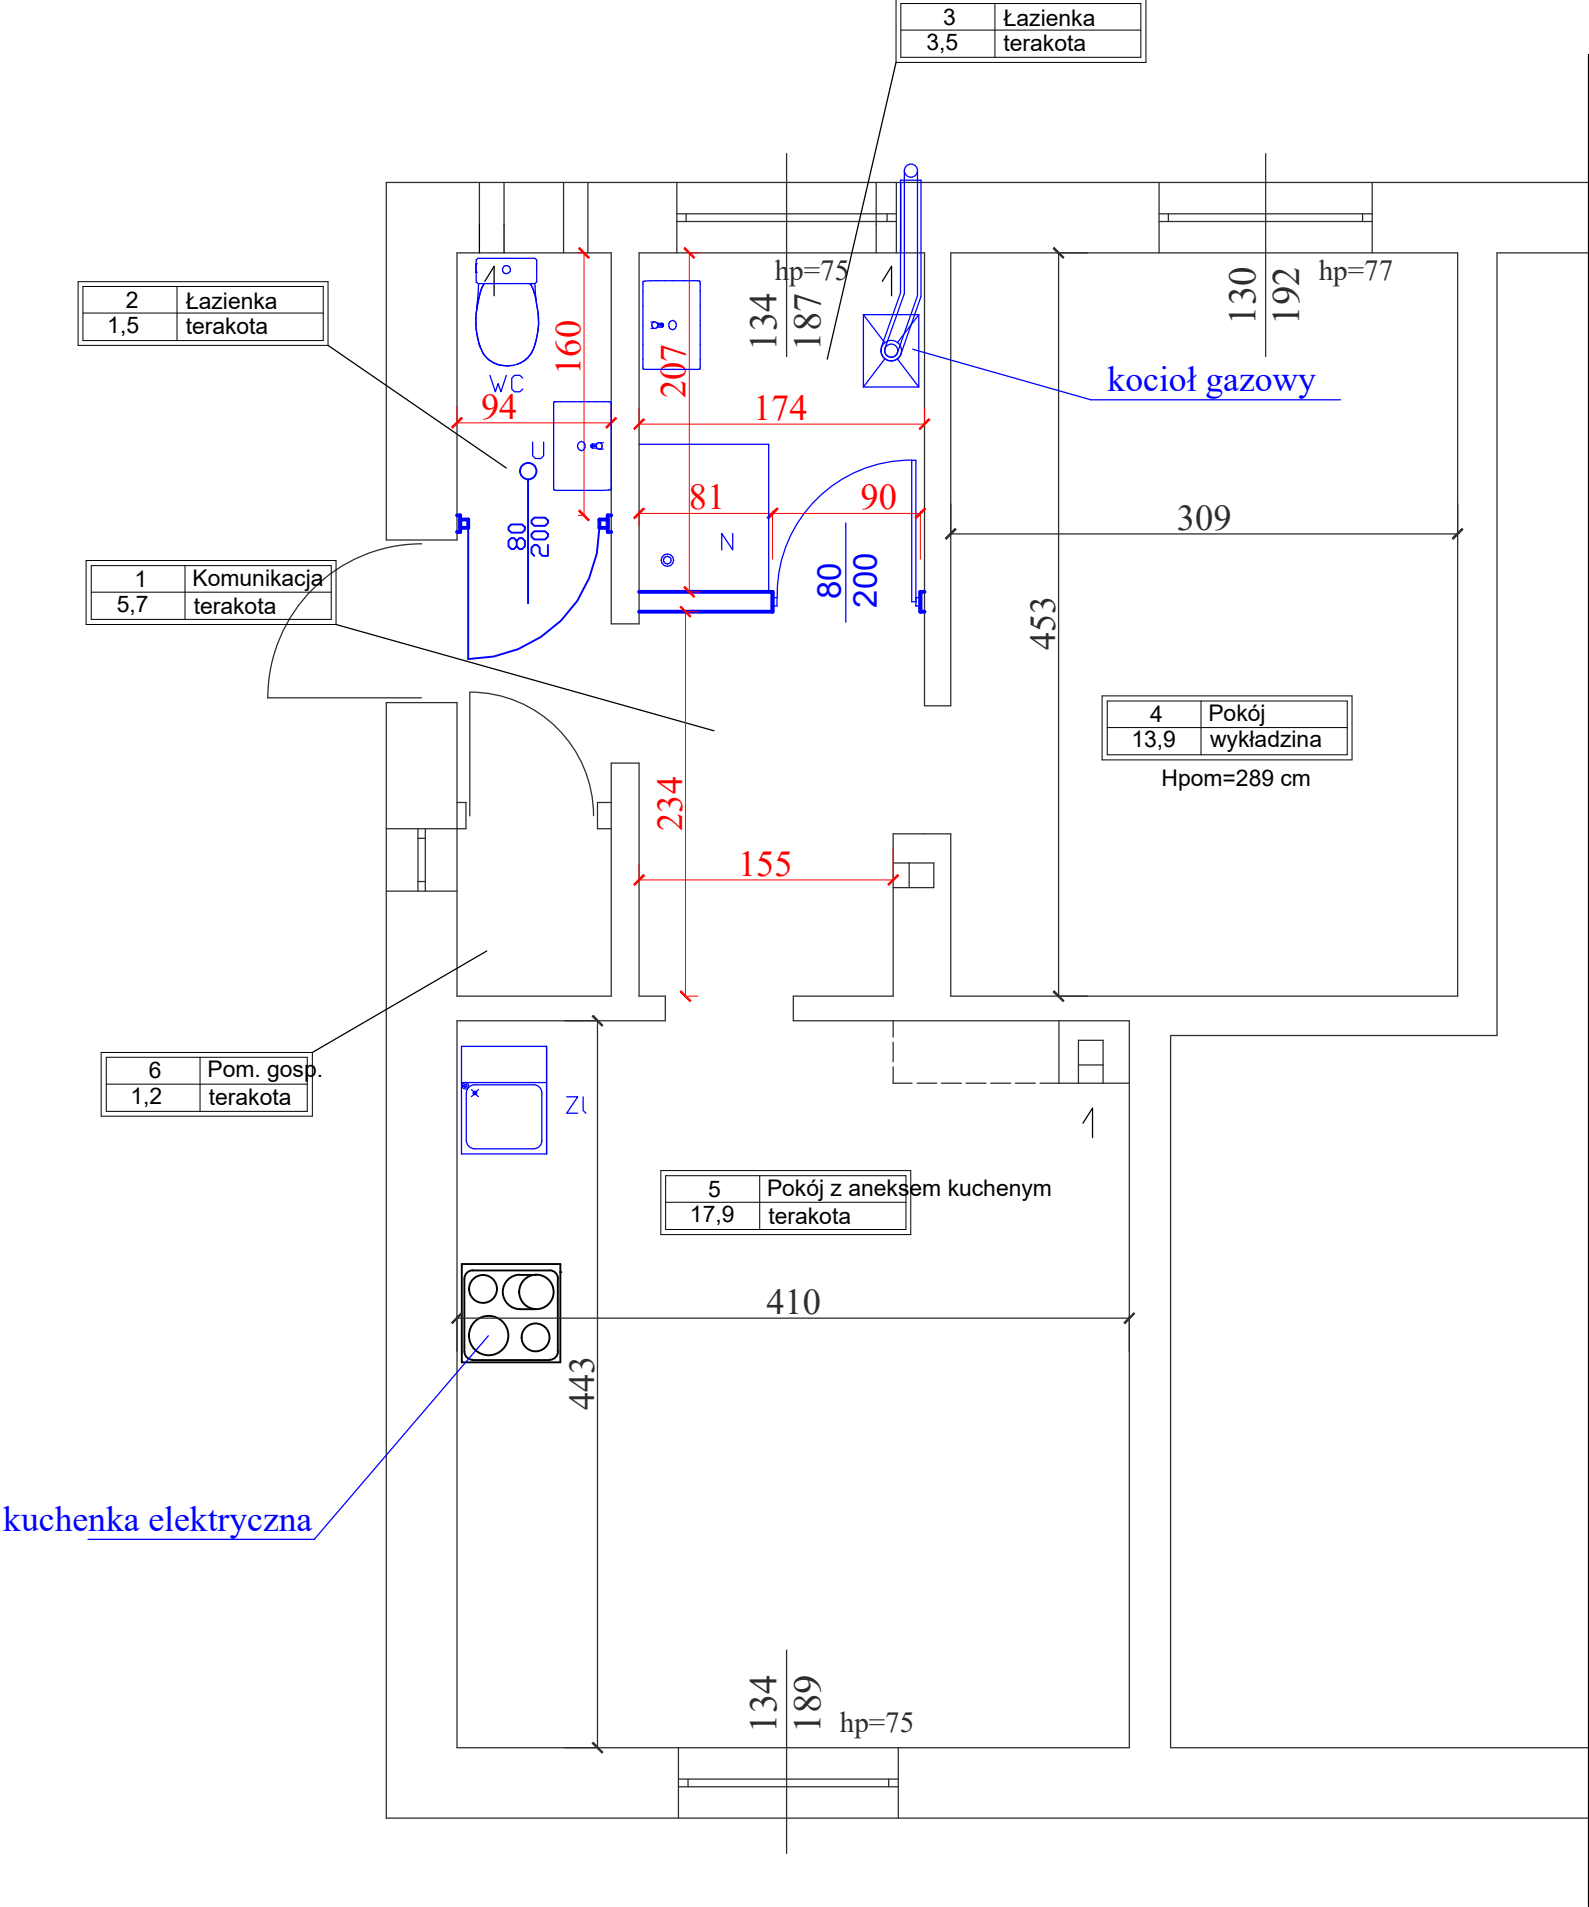 3 Łazienka
3,5 terakota
hp=75
134
187
130
192
hp=77
2 Łazienka
1,5 terakota
1
1
160
207
WC
94
174
kocioł gazowy
U
81
90
N
309
80
200
80
200
1 Komunikacja
5,7 terakota
453
4 Pokój
13,9 wykładzina
Hpom=289 cm
234
155
6 Pom. gosp.
1,2 terakota
1
5 Pokój z aneksem kuchenym
17,9 terakota
410
443
kuchenka elektryczna
134
189
hp=75